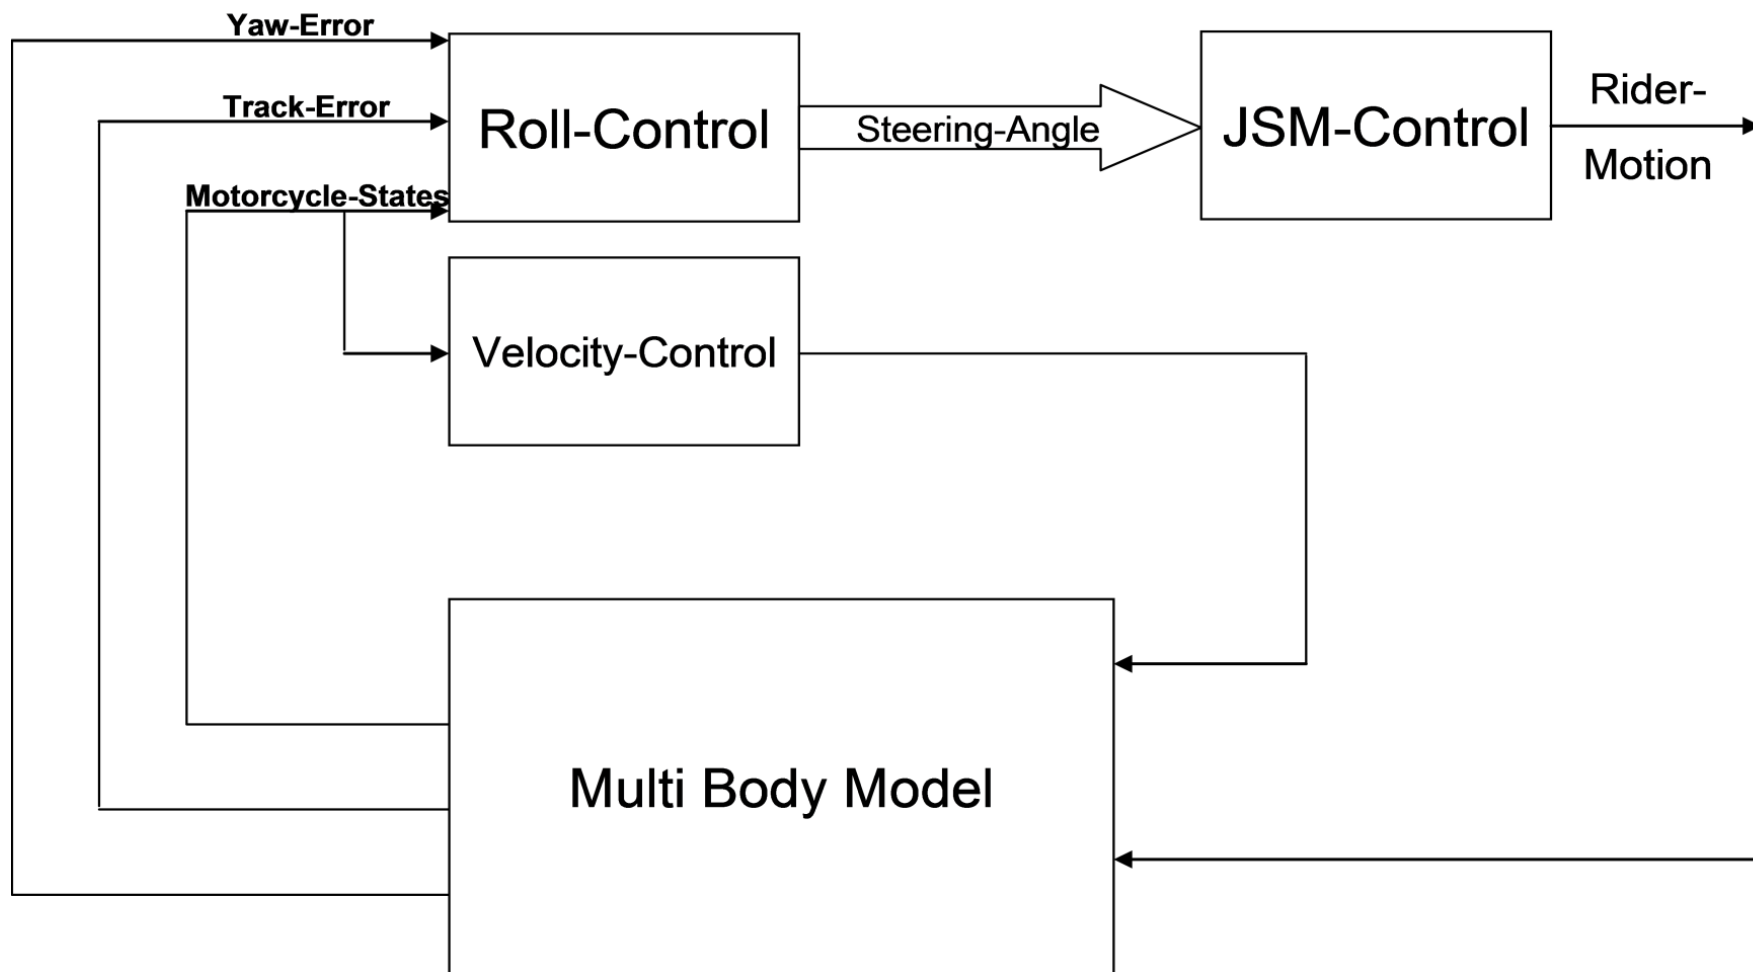 Yaw-Error
Track-Error
Motorcycle-States
Roll-Control
Steering-Angle
JSM-Control
Rider-
Motion
Velocity-Control
Multi Body Model